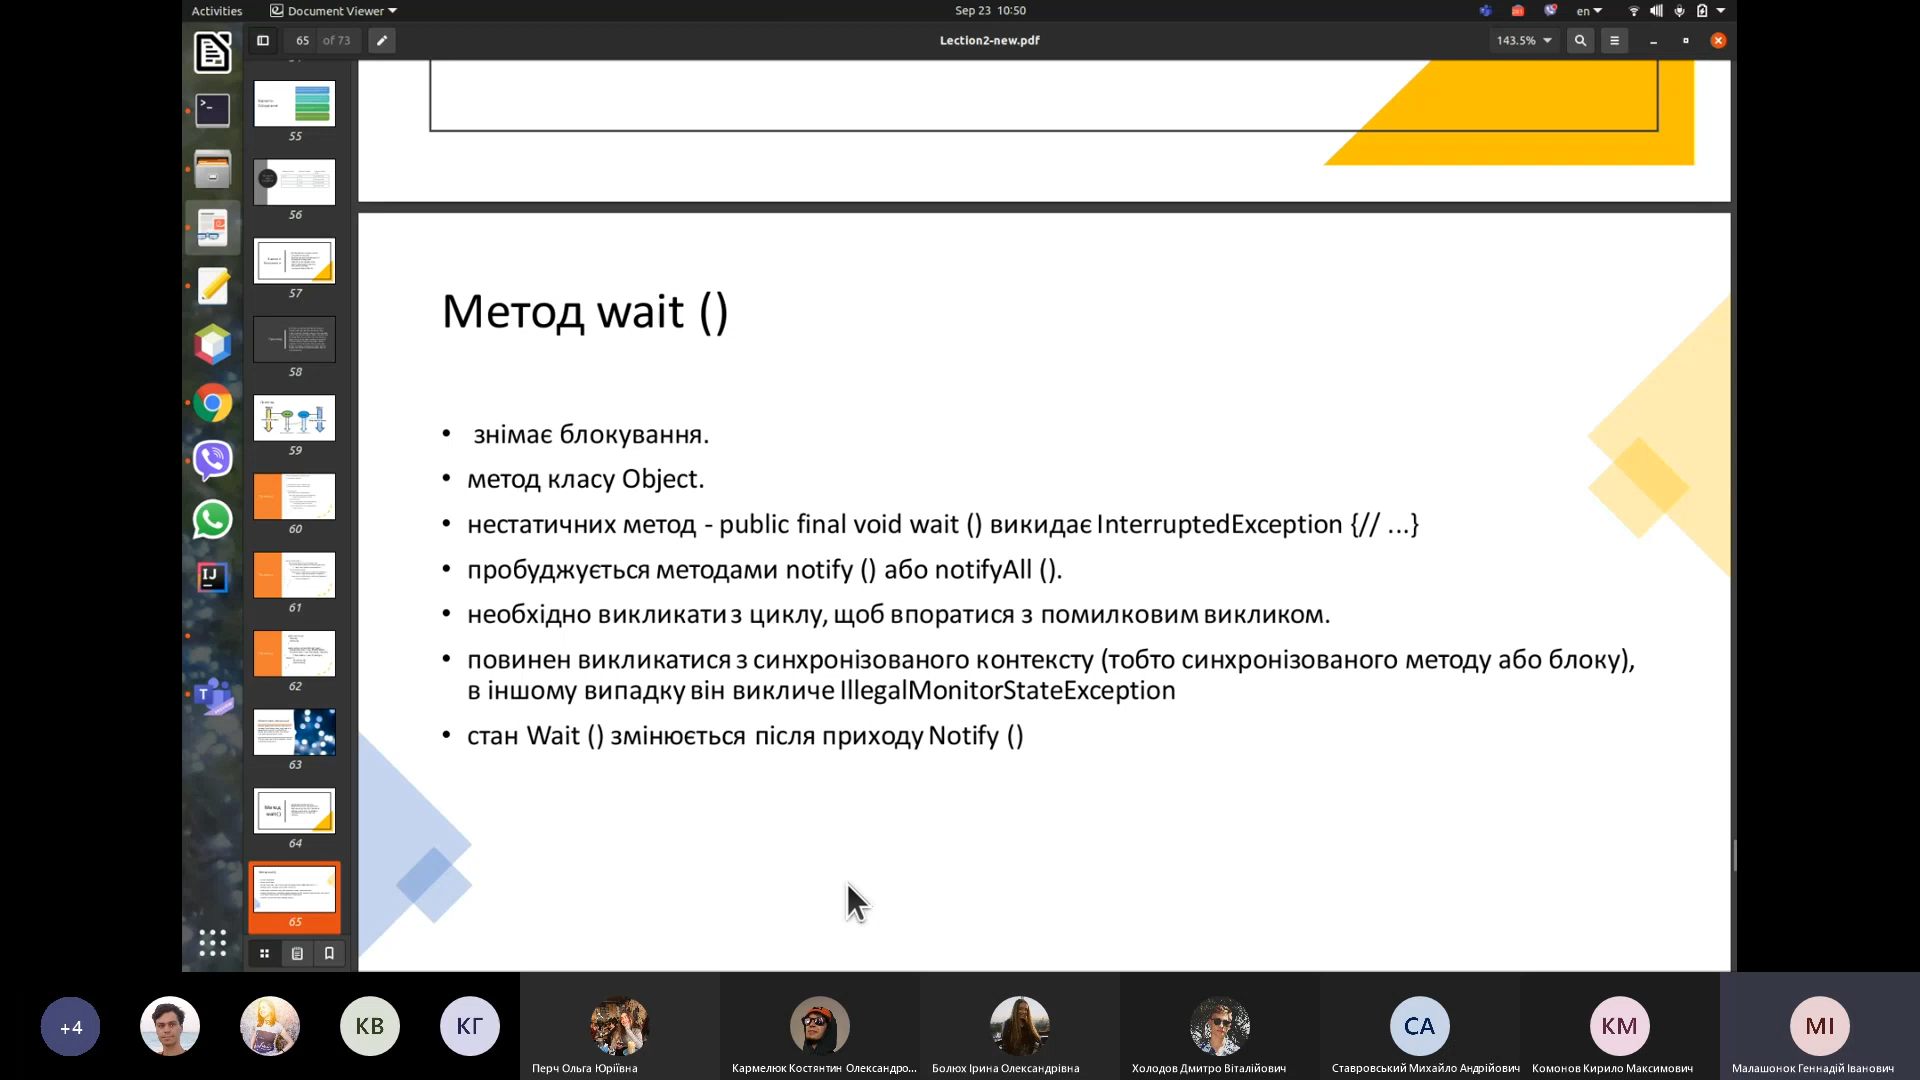 Activities
Document Viewer
Sep 23 10:50
en
65 of 73
Lection2-new.pdf
143.5%
55
56
57
58
59
60
61
62
63
64
65
Метод wait ()
• знімає блокування.
• метод класу Object.
• нестатичних метод - public final void wait () викидає InterruptedException {// ...}
• пробуджується методами notify () або notifyAll ().
• необхідно викликати з циклу, щоб впоратися з помилковим викликом.
• повинен викликатися з синхронізованого контексту (тобто синхронізованого методу або блоку),
в іншому випадку він викличе IllegalMonitorStateException
• стан Wait () змінюється після приходу Notify ()
+4
КВ
КГ
СА
КМ
МІ
Перч Ольга Юріївна
Кармелюк Костянтин Олександро...
Болюх Ірина Олександрівна
Холодов Дмитро Віталійович
Ставровський Михайло Андрійович
Комонов Кирило Максимович
Малашонок Геннадій Іванович